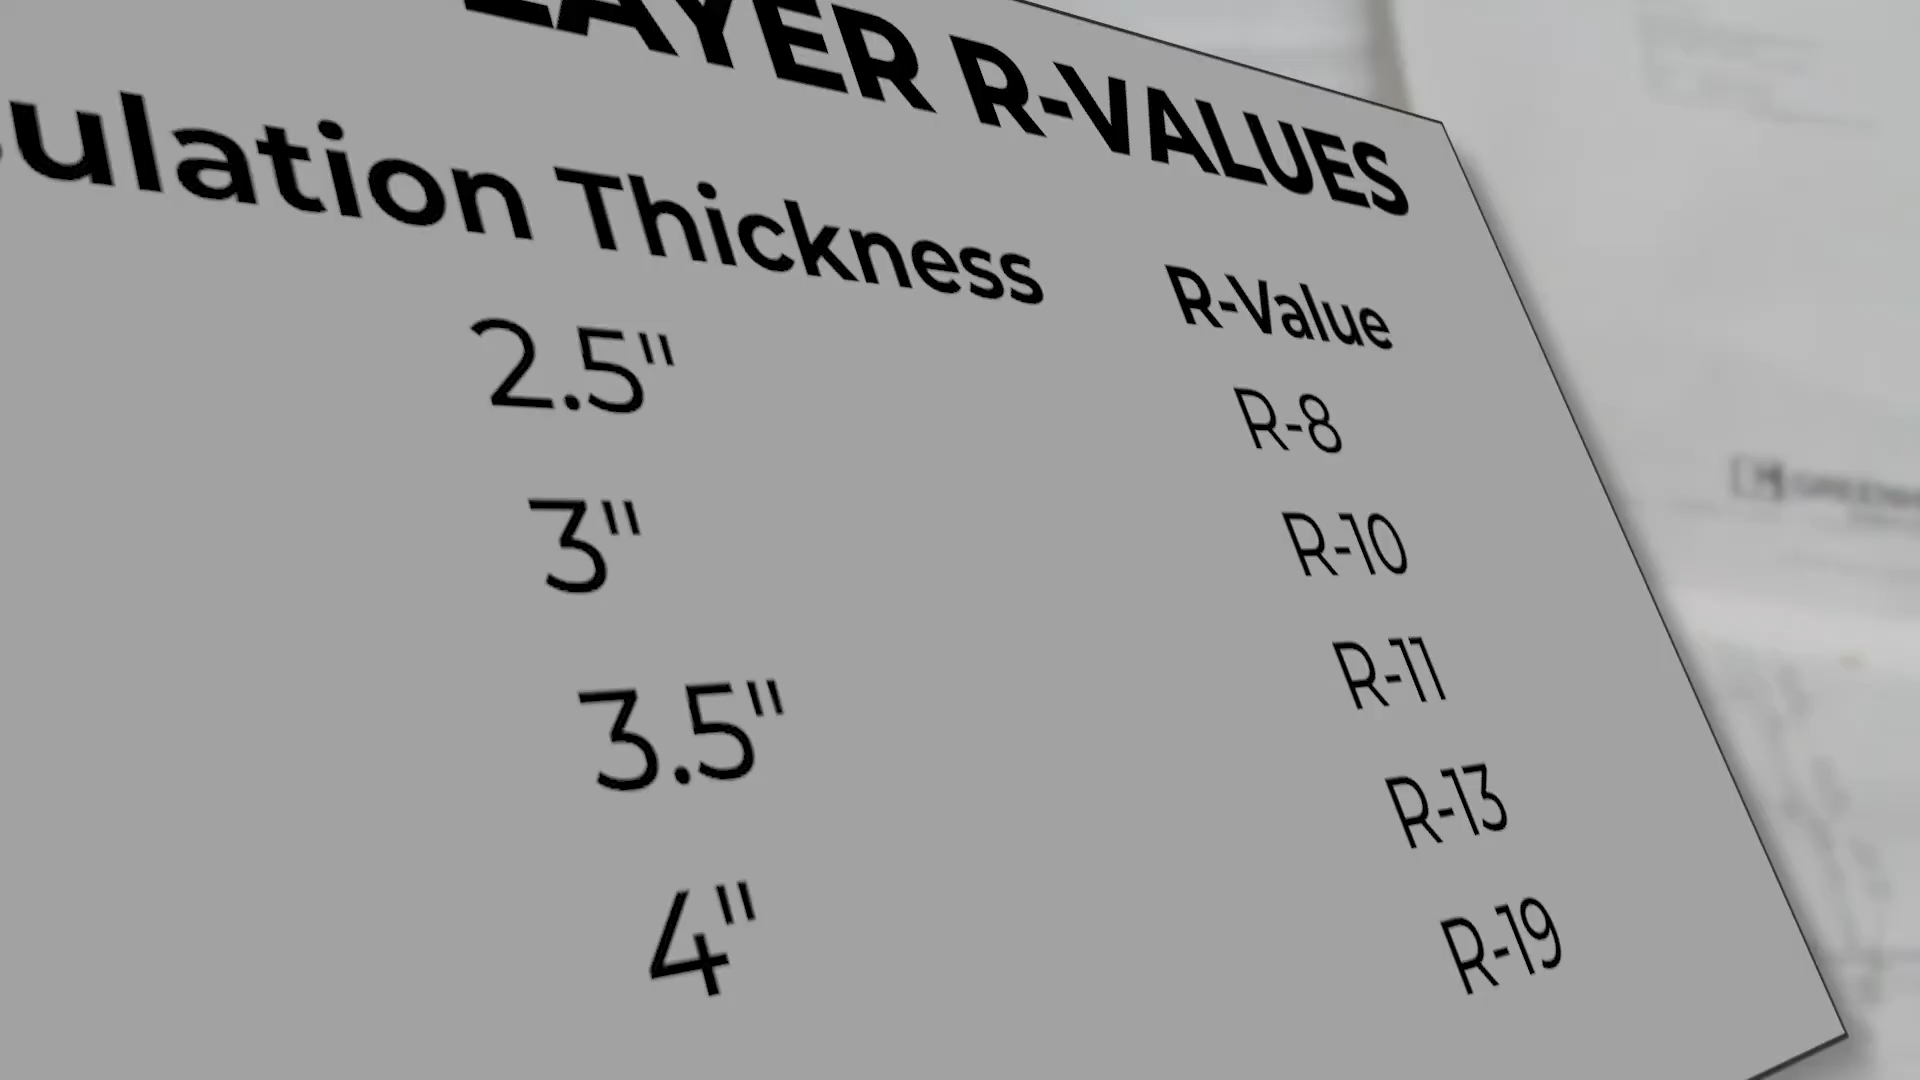 LAYER R-VALUES
ulation Thickness R-Value
2.5" R-8
3" R-10
3.5" R-11
4" R-13
R-19